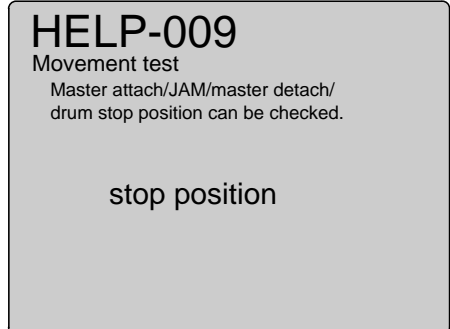 HELP-009
Movement test
Master attach/JAM/master detach/
drum stop position can be checked.
stop position